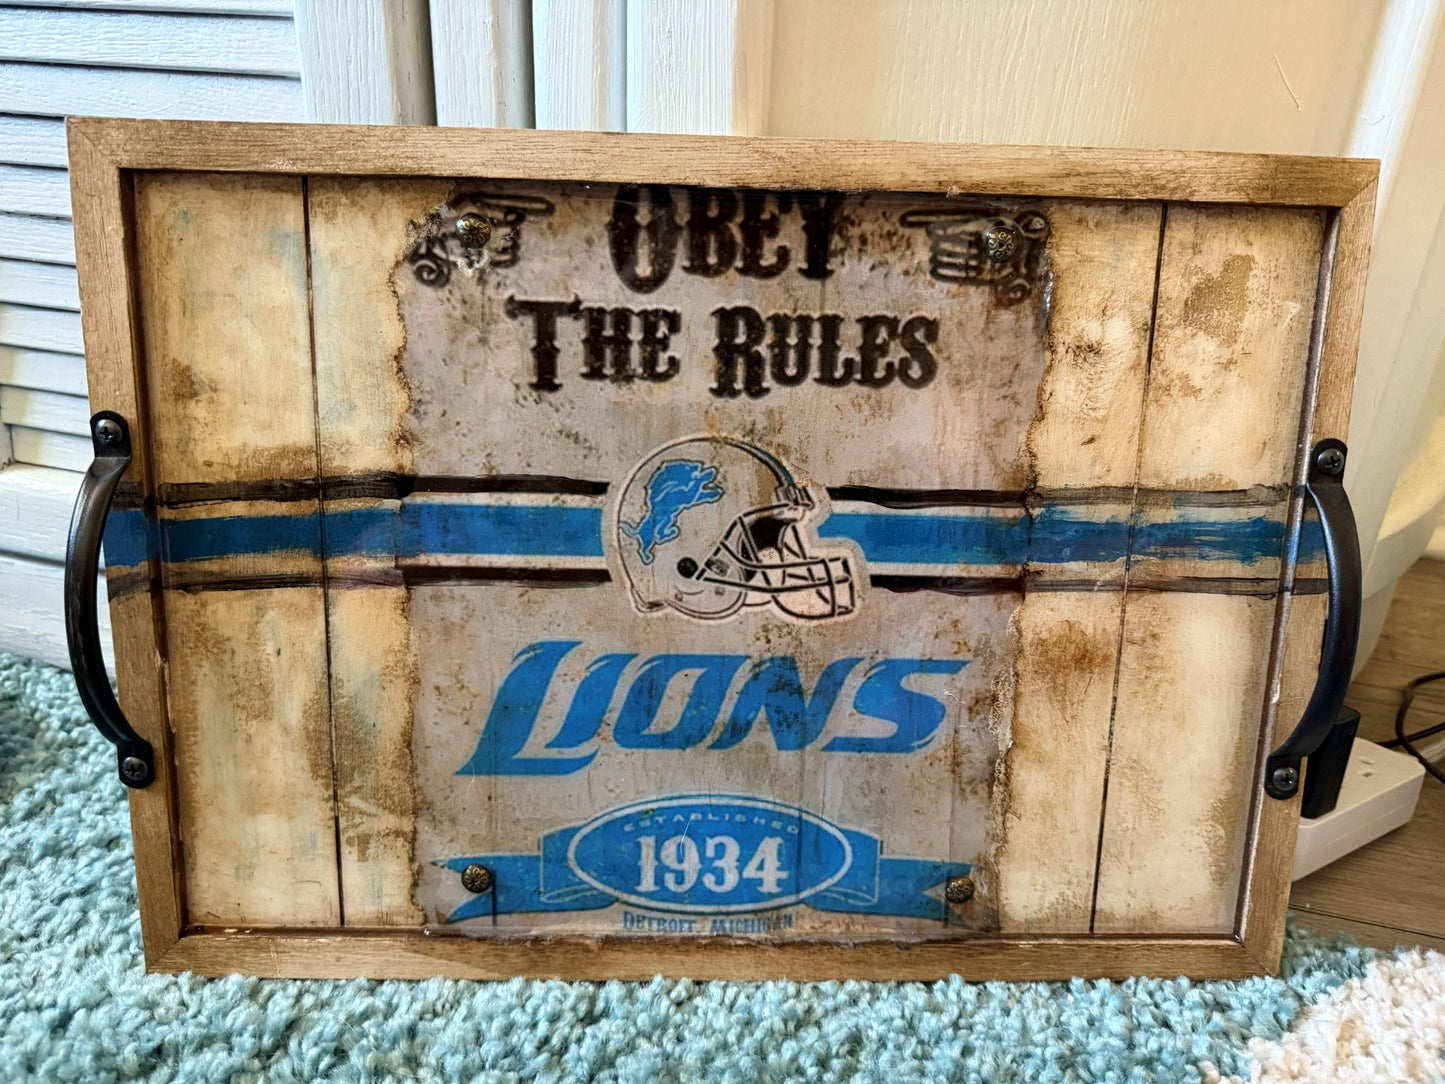 OBEY
THE RULES
LIONS
ESTABLISHED
1934
DETROIT, MICHIGAN